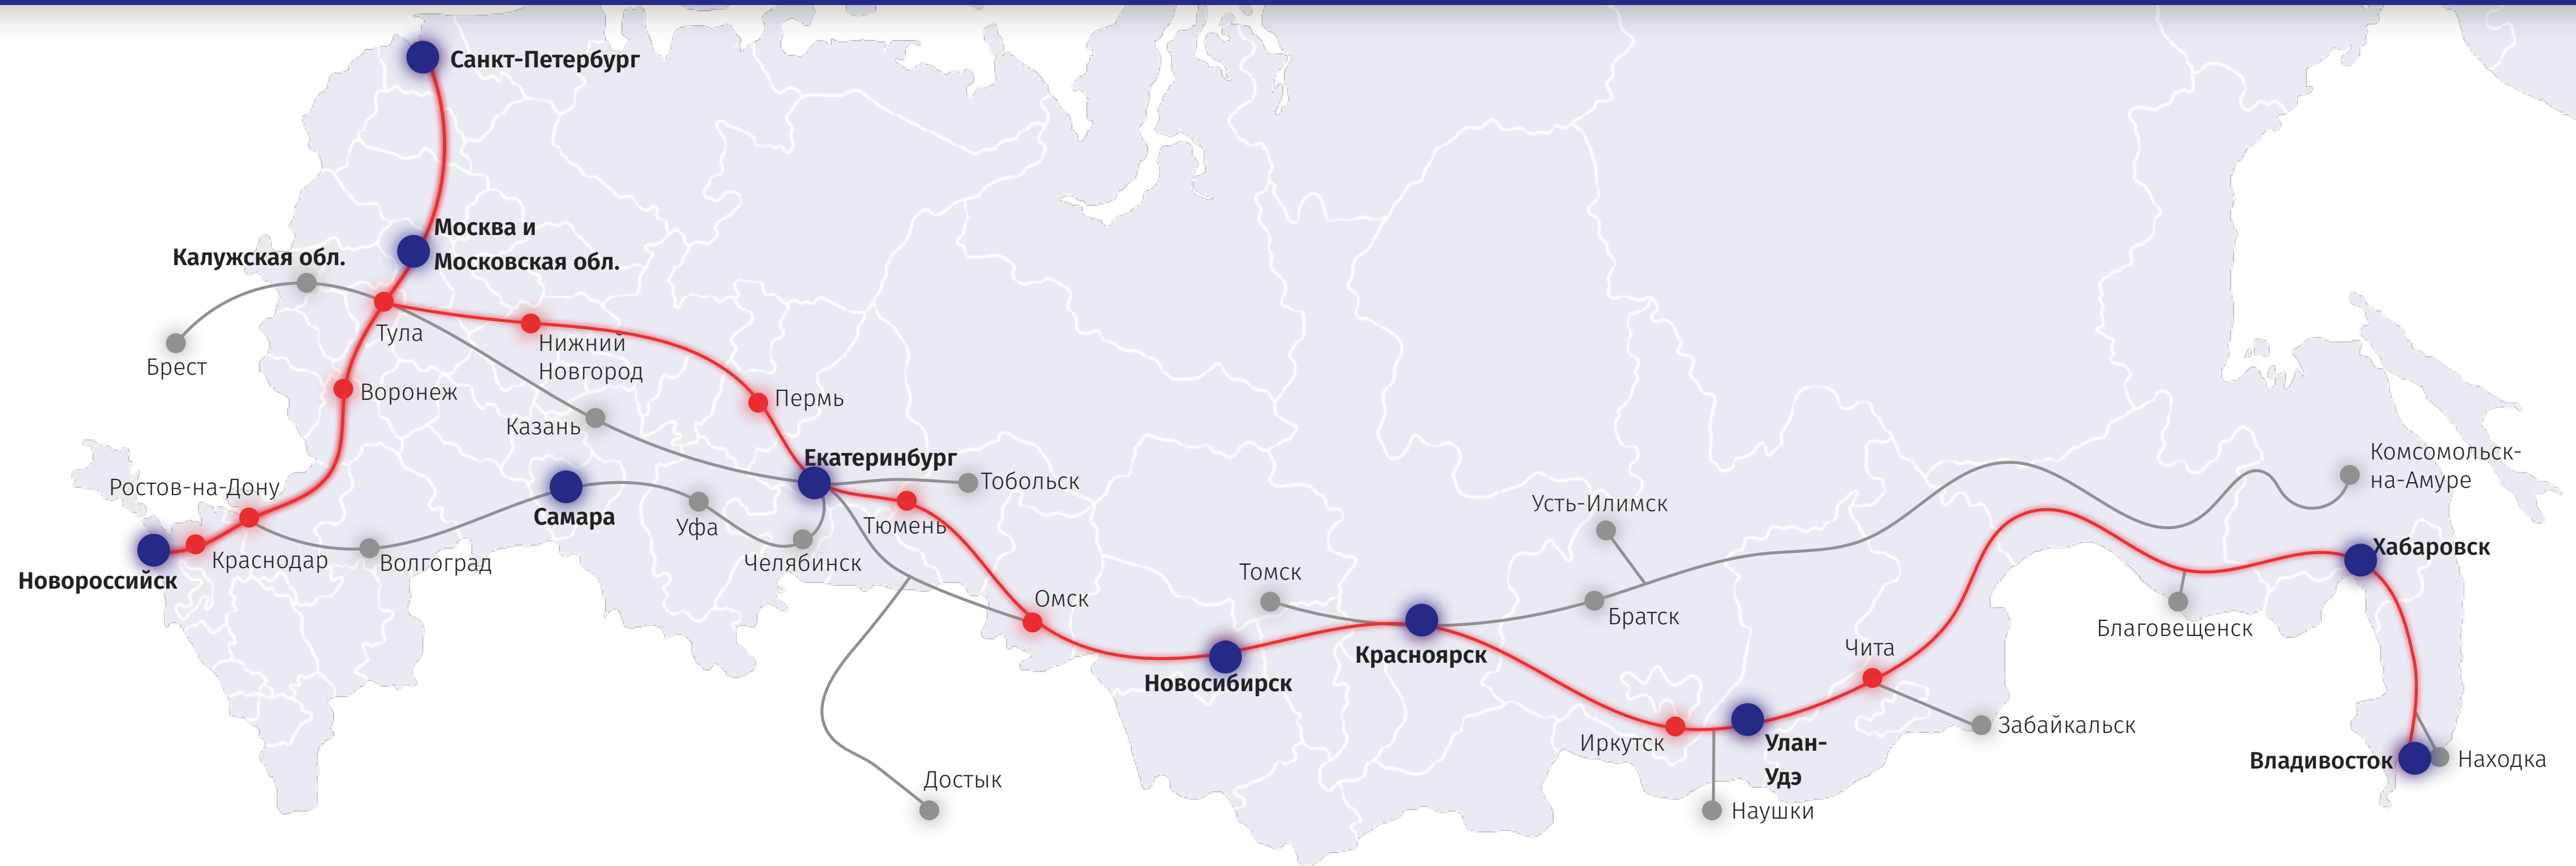 Санкт-Петербург
Москва и
Московская обл.
Калужская обл.
Брест
Тула
Нижний
Новгород
Воронеж
Пермь
Казань
Екатеринбург
Тобольск
Ростов-на-Дону
Самара
Уфа
Тюмень
Челябинск
Краснодар
Волгоград
Новороссийск
Омск
Достык
Томск
Новосибирск
Красноярск
Усть-Илимск
Братск
Иркутск
Улан-
Удэ
Наушки
Чита
Забайкальск
Благовещенск
Комсомольск-
на-Амуре
Хабаровск
Владивосток
Находка